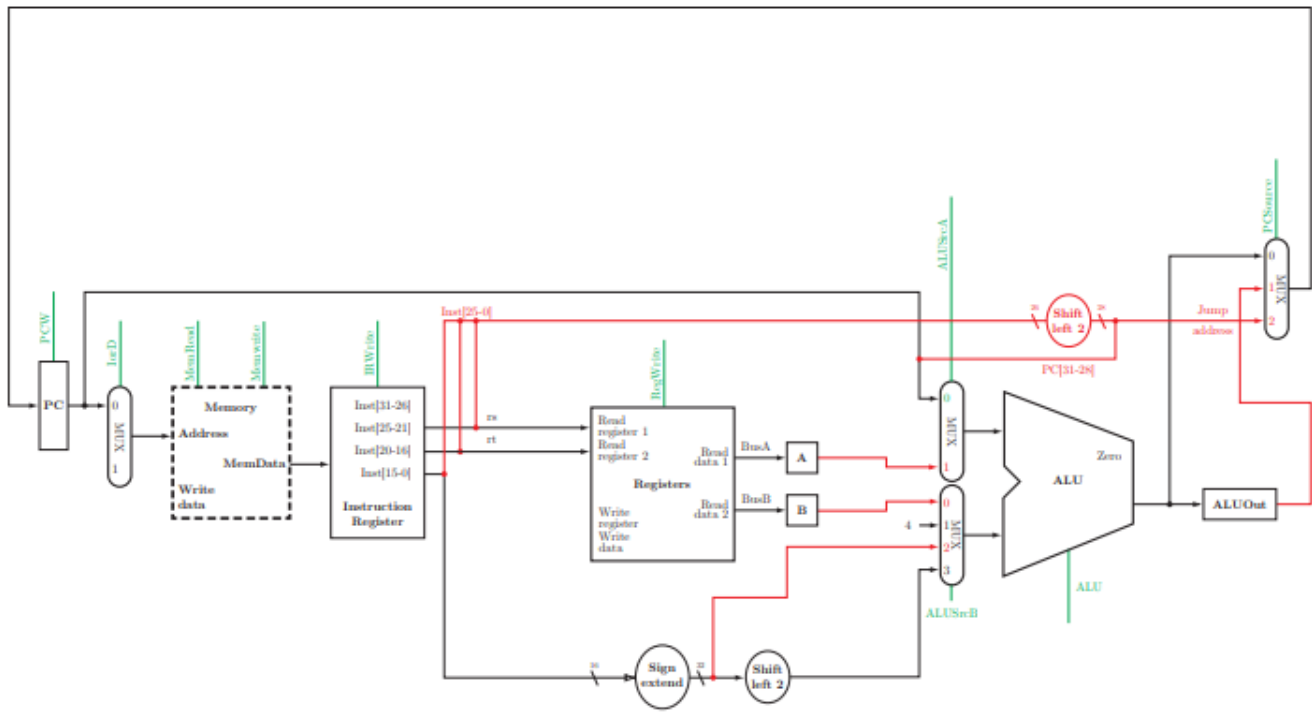 PCW
PC
IorD
0
MUX
1
MemRead
Memwrite
Memory
Address
MemData
Write
data
IRWrite
Inst[31-26]
Inst[25-21]
Inst[20-16]
Inst[15-0]
Instruction
Register
Inst[25-0]
rs
rt
RegWrite
Read
register 1
Read
register 2
Registers
Read
data 1
Read
data 2
Write
register
Write
data
BusA
A
BusB
B
16
Sign
extend
32
Shift
left 2
ALUSrcA
0
MUX
1
4
0
1
2
3
MUX
ALUSrcB
ALU
Zero
ALU
Shift
left 2
PC[31-28]
Jump
address
PCSource
0
1
2
MUX
ALUOut